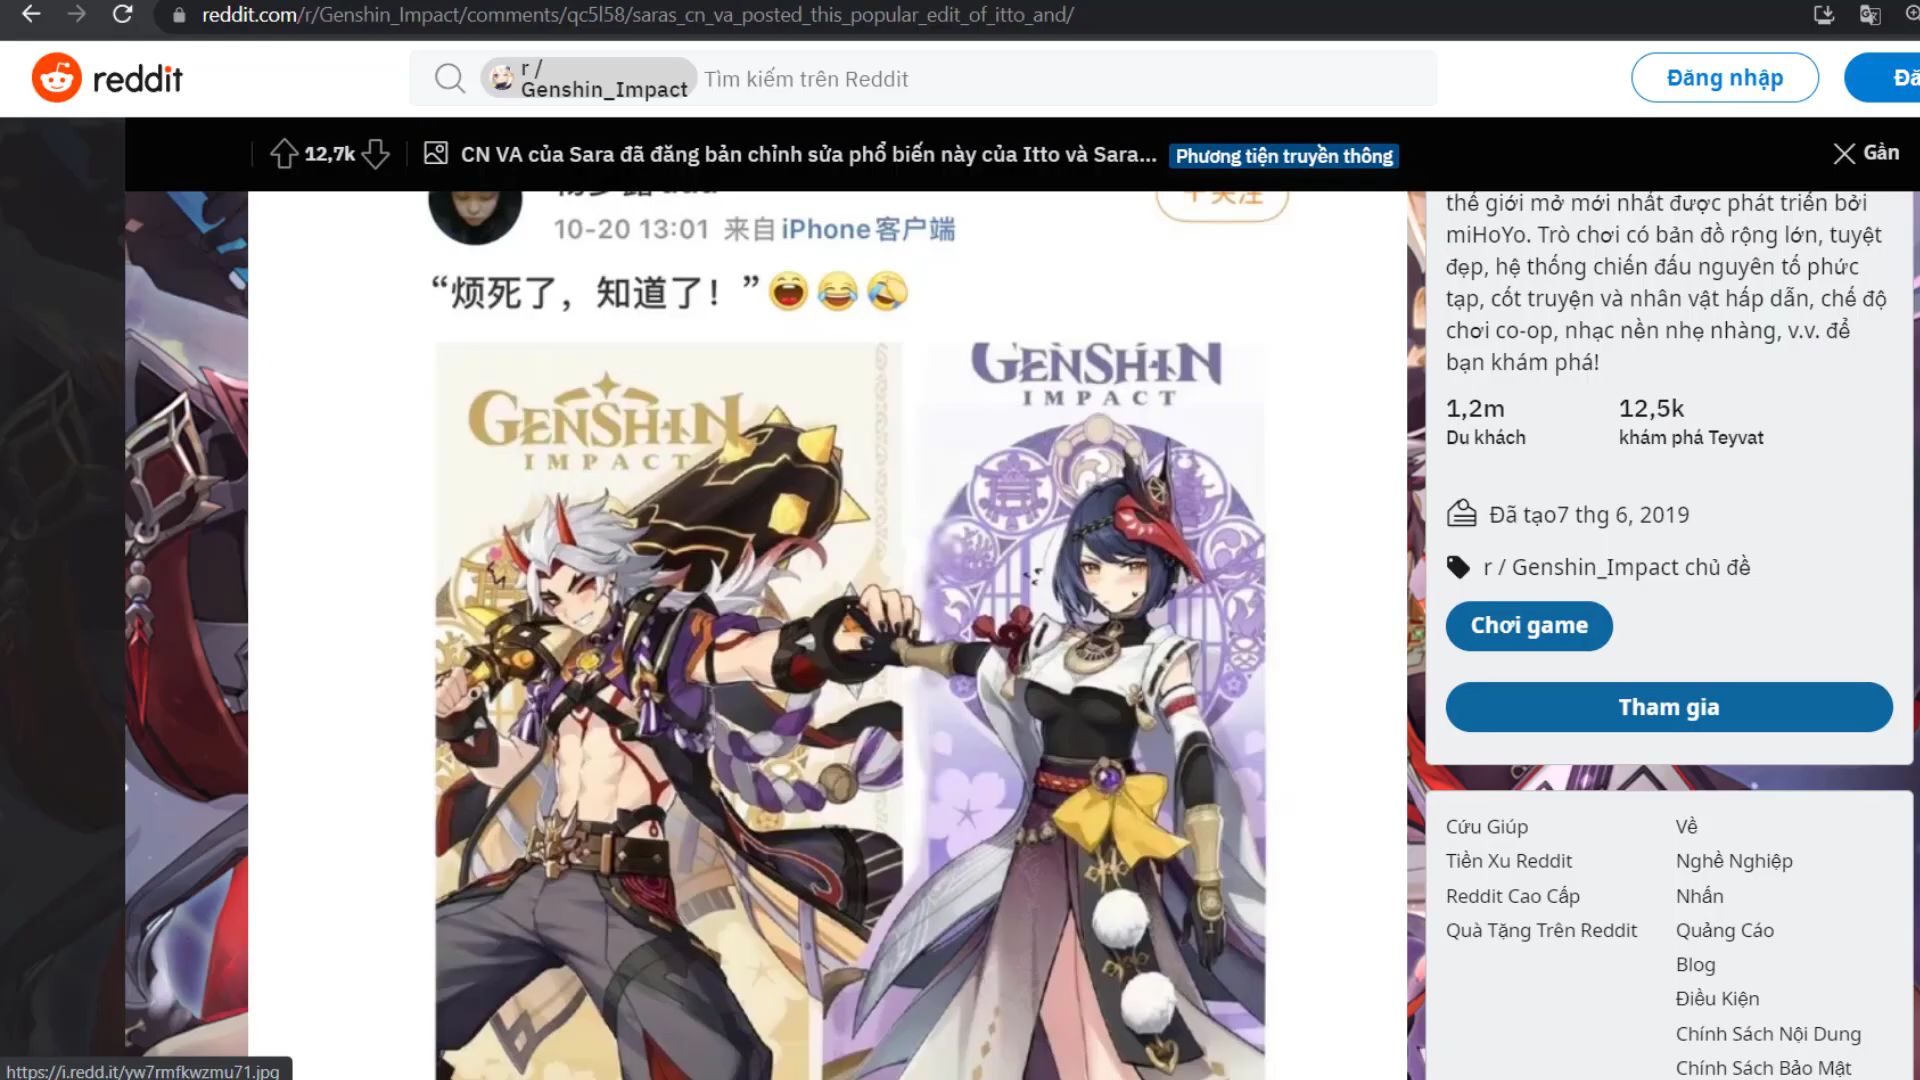 reddit.com/r/Genshin_Impact/comments/qc5l58/saras_cn_va_posted_this_popular_edit_of_itto_and/
reddit
r /
Genshin_Impact
Tìm kiếm trên Reddit
Đăng nhập
12,7k
CN VA của Sara đã đăng bản chỉnh sửa phổ biến này của Itto và Sara...
Phương tiện truyền thông
Gần
关注
10-20 13:01 来自 iPhone客户端
“烦死了，知道了！”
GENSHIN
IMPACT
GENSHIN
IMPACT
thế giới mở mới nhất được phát triển bởi
miHoYo. Trò chơi có bản đồ rộng lớn, tuyệt
đẹp, hệ thống chiến đấu nguyên tố phức
tạp, cốt truyện và nhân vật hấp dẫn, chế độ
chơi co-op, nhạc nền nhẹ nhàng, v.v. để
bạn khám phá!
1,2m
Du khách
12,5k
khám phá Teyvat
Đã tạo7 thg 6, 2019
r / Genshin_Impact chủ đề
Chơi game
Tham gia
Cứu Giúp
Tiền Xu Reddit
Reddit Cao Cấp
Quà Tặng Trên Reddit
Về
Nghề Nghiệp
Nhấn
Quảng Cáo
Blog
Điều Kiện
Chính Sách Nội Dung
Chính Sách Bảo Mật
https://i.redd.it/yw7rmfkwzmu71.jpg